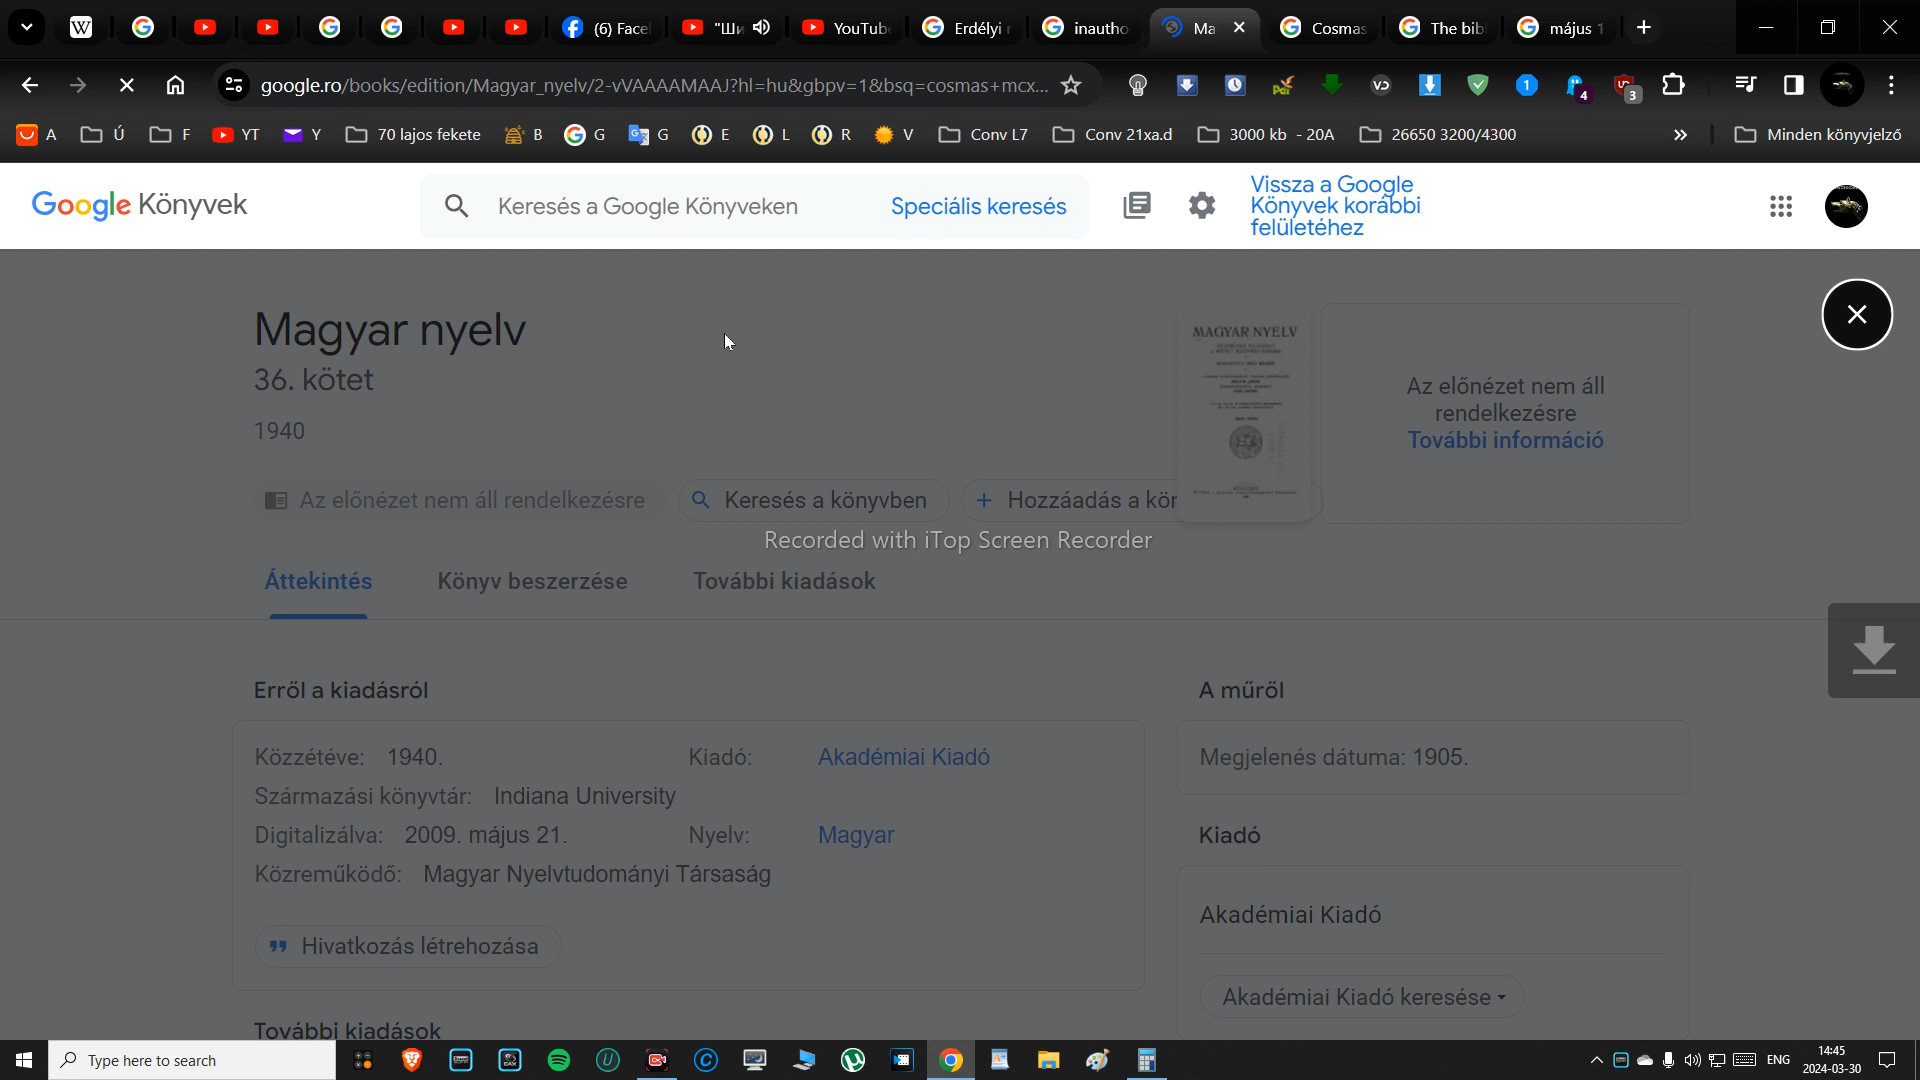 (6) Face
"Ши
YouTub
Erdélyi
inautho
Ma
Cosmas
The bib
május 1
google.ro/books/edition/Magyar_nyelv/2-vVAAAAMAAJ?hl=hu&gbpv=1&bsq=cosmas+mcx...
A
Ú
F
YT
Y
70 lajos fekete
B
G
G
E
L
R
V
Conv L7
Conv 21xa.d
3000 kb - 20A
26650 3200/4300
»
Minden könyvjelző
Google Könyvek
Keresés a Google Könyveken
Speciális keresés
Vissza a Google
Könyvek korábbi
felületéhez
Magyar nyelv
36. kötet
1940
MAGYAR NYELV
Az előnézet nem áll
rendelkezésre
További információ
Az előnézet nem áll rendelkezésre
Keresés a könyvben
Hozzáadás a kön
Recorded with iTop Screen Recorder
Áttekintés
Könyv beszerzése
További kiadások
Erről a kiadásról
A műről
Közzétéve: 1940.
Kiadó: Akadémiai Kiadó
Megjelenés dátuma: 1905.
Származási könyvtár: Indiana University
Digitalizálva: 2009. május 21.
Nyelv: Magyar
Kiadó
Közreműködő: Magyar Nyelvtudományi Társaság
Akadémiai Kiadó
Hivatkozás létrehozása
Akadémiai Kiadó keresése
További kiadások
Type here to search
ENG
14:45
2024-03-30